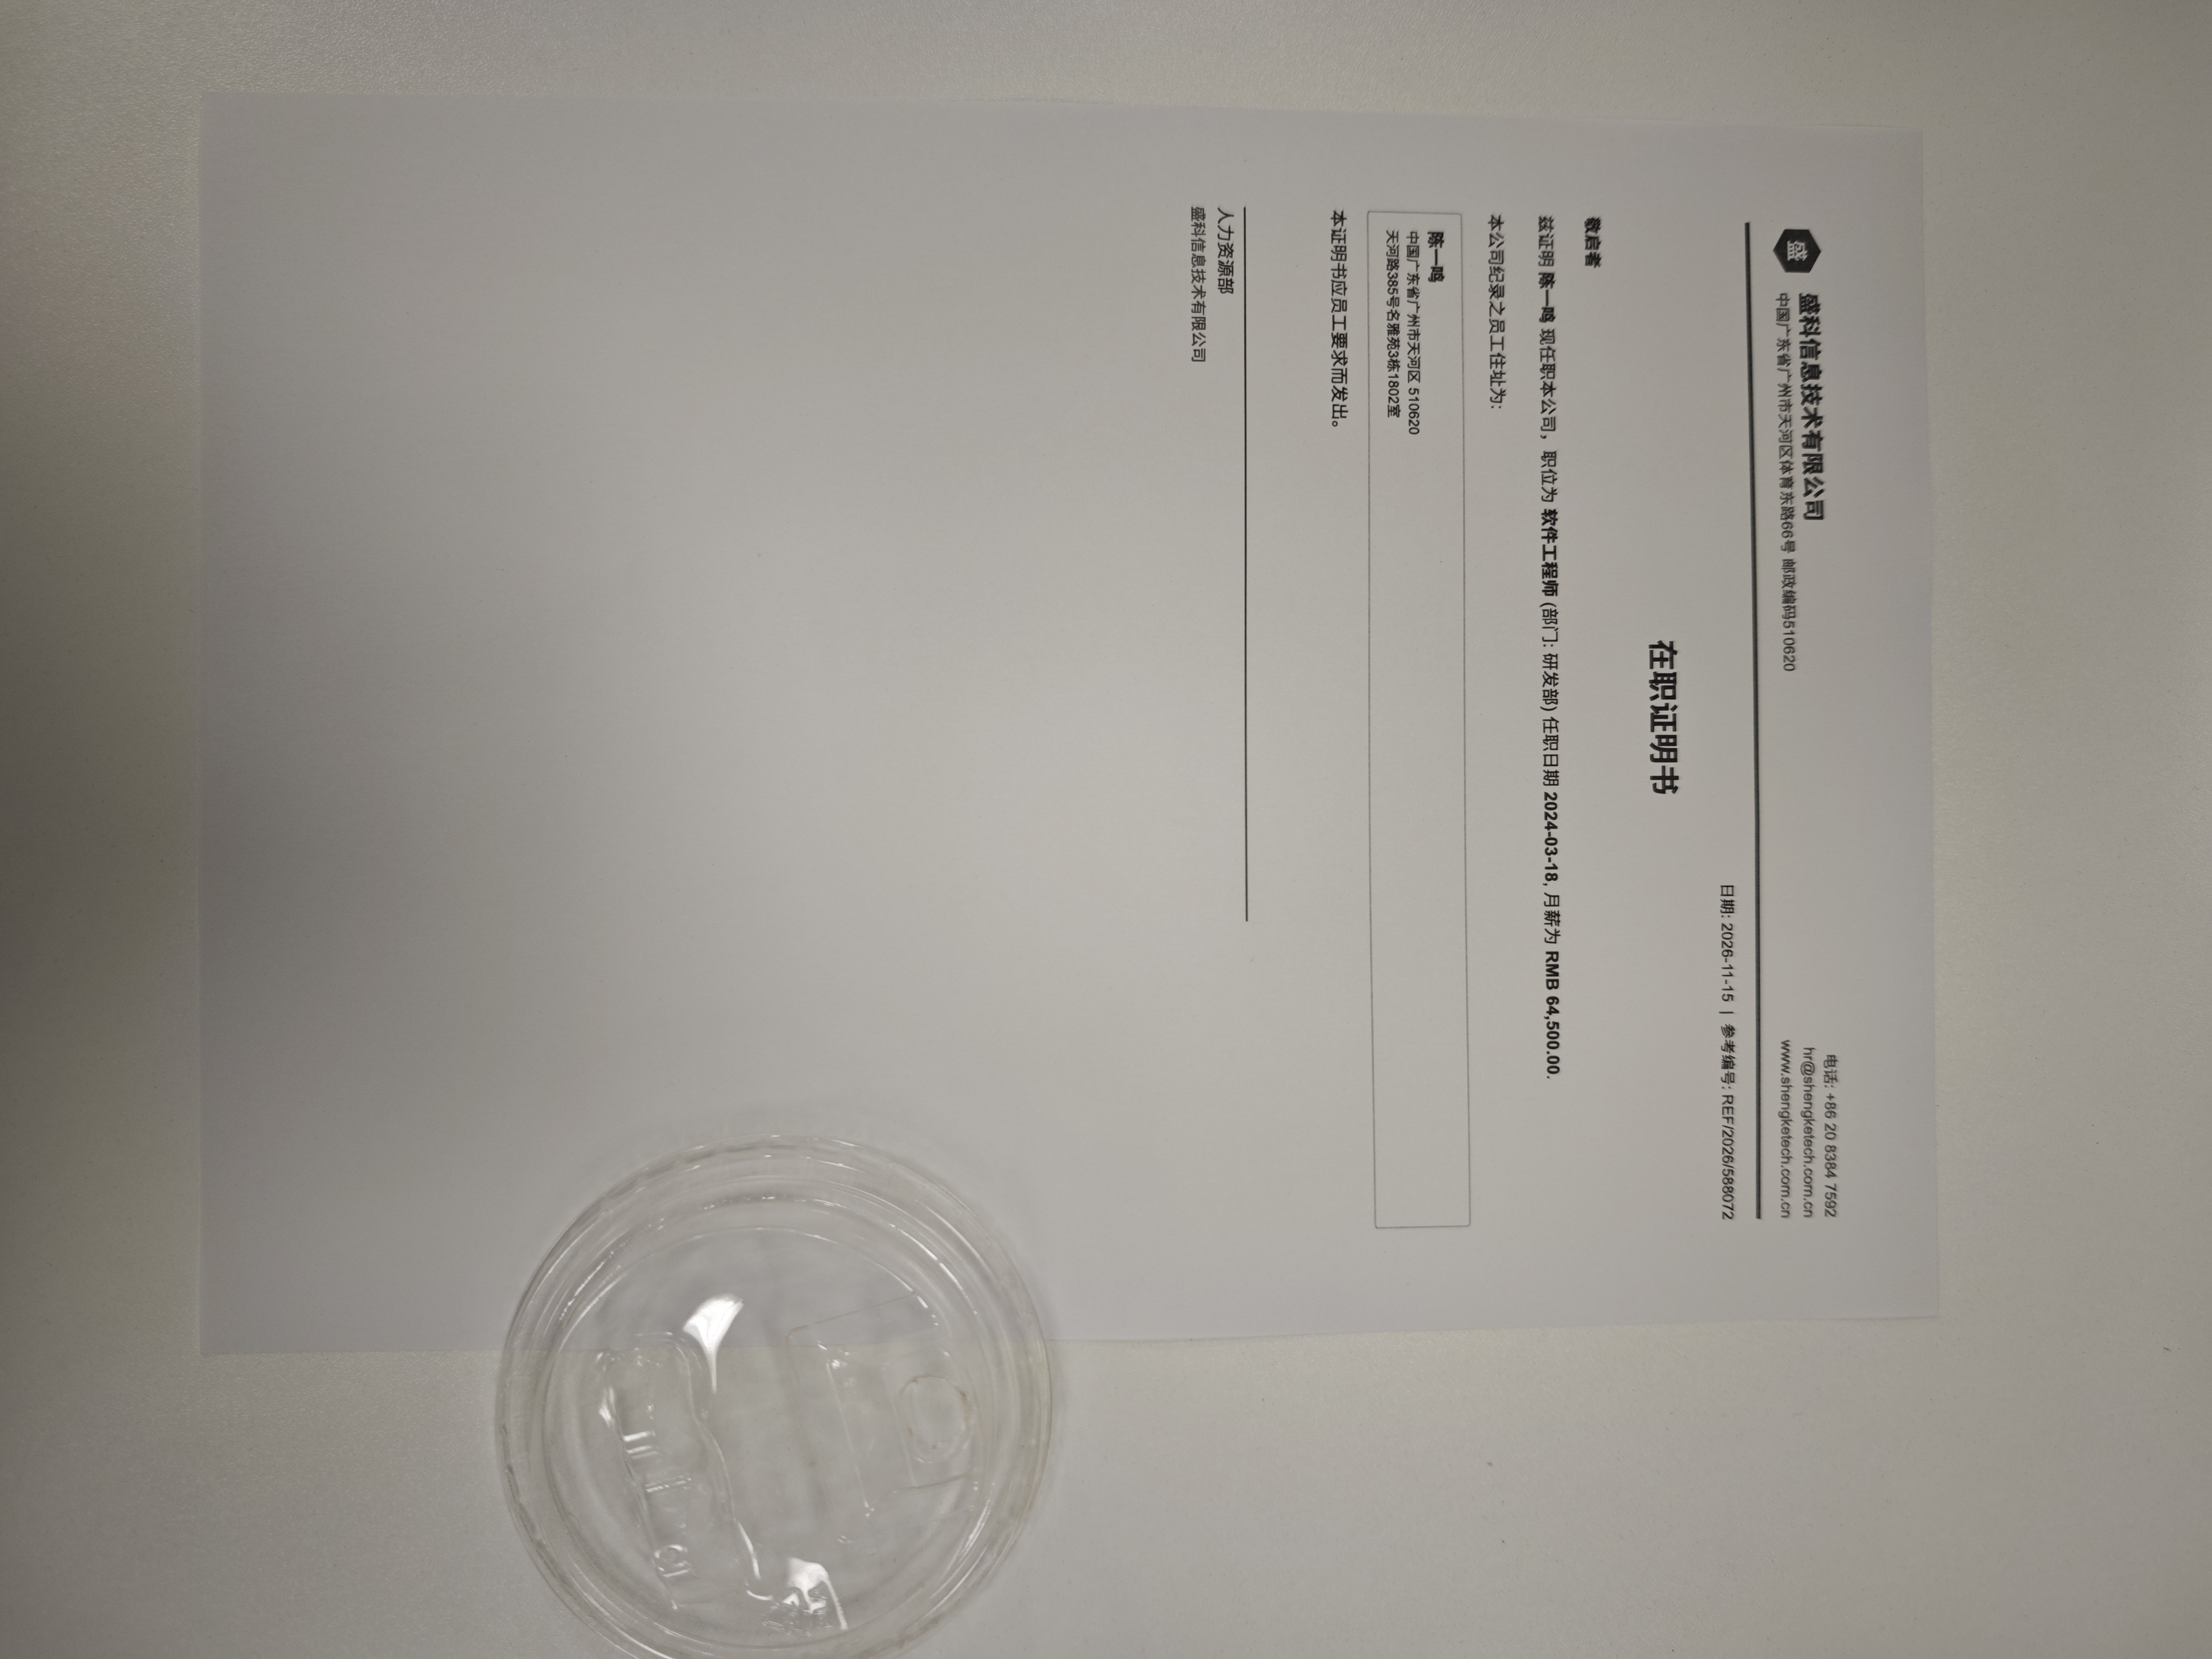 盛
盛科信息技术有限公司
中国广东省广州市天河区体育东路66号 邮政编码510620
电话: +86 20 8384 7592
hr@shengketech.com.cn
www.shengketech.com.cn
日期: 2026-11-15 | 参考编号: REF/2026/588072
在职证明书
敬启者
兹证明 陈一鸣 现任职本公司，职位为 软件工程师 (部门: 研发部) 任职日期 2024-03-18, 月薪为 RMB 64,500.00.
本公司纪录之员工住址为:
陈一鸣
中国广东省广州市天河区 510620
天河路385号名雅苑3栋1802室
本证明书应员工要求而发出。
人力资源部
盛科信息技术有限公司